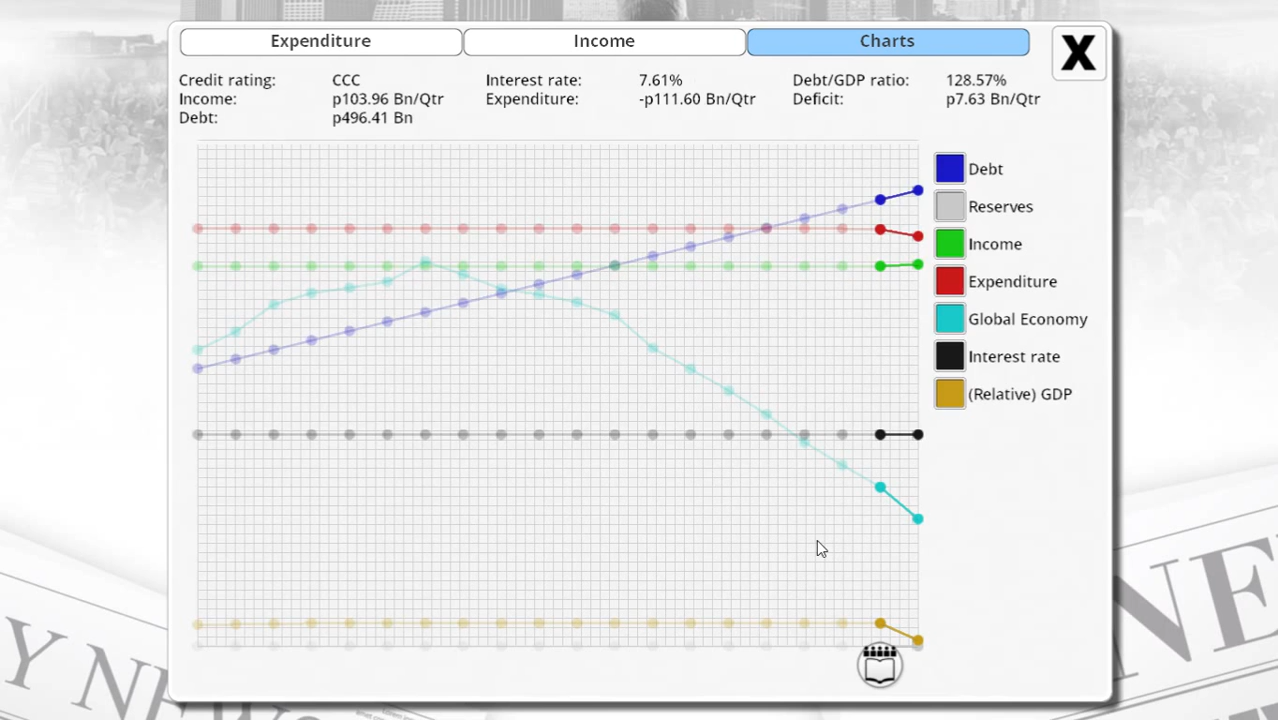 Expenditure Income Charts X
Credit rating: CCC Interest rate: 7.61% Debt/GDP ratio: 128.57%
Income: p103.96 Bn/Qtr Expenditure: -p111.60 Bn/Qtr Deficit: p7.63 Bn/Qtr
Debt: p496.41 Bn
Debt
Reserves
Income
Expenditure
Global Economy
Interest rate
(Relative) GDP
Y NEWS
NE